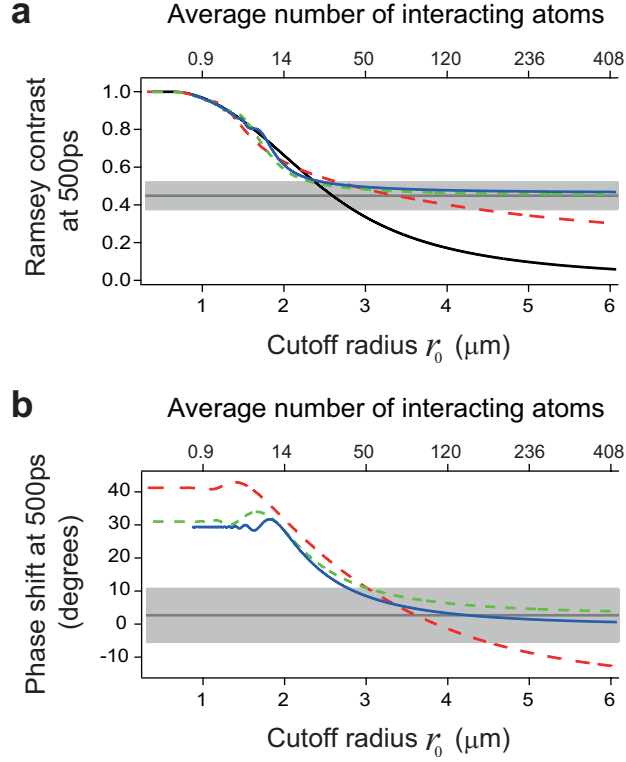 a
Average number of interacting atoms
0.9 14 50 120 236 408
Ramsey contrast
at 500ps
1.0
0.8
0.6
0.4
0.2
0.0
1 2 3 4 5 6
Cutoff radius r₀ (μm)
b
Average number of interacting atoms
0.9 14 50 120 236 408
Phase shift at 500ps
(degrees)
40
30
20
10
0
-10
1 2 3 4 5 6
Cutoff radius r₀ (μm)